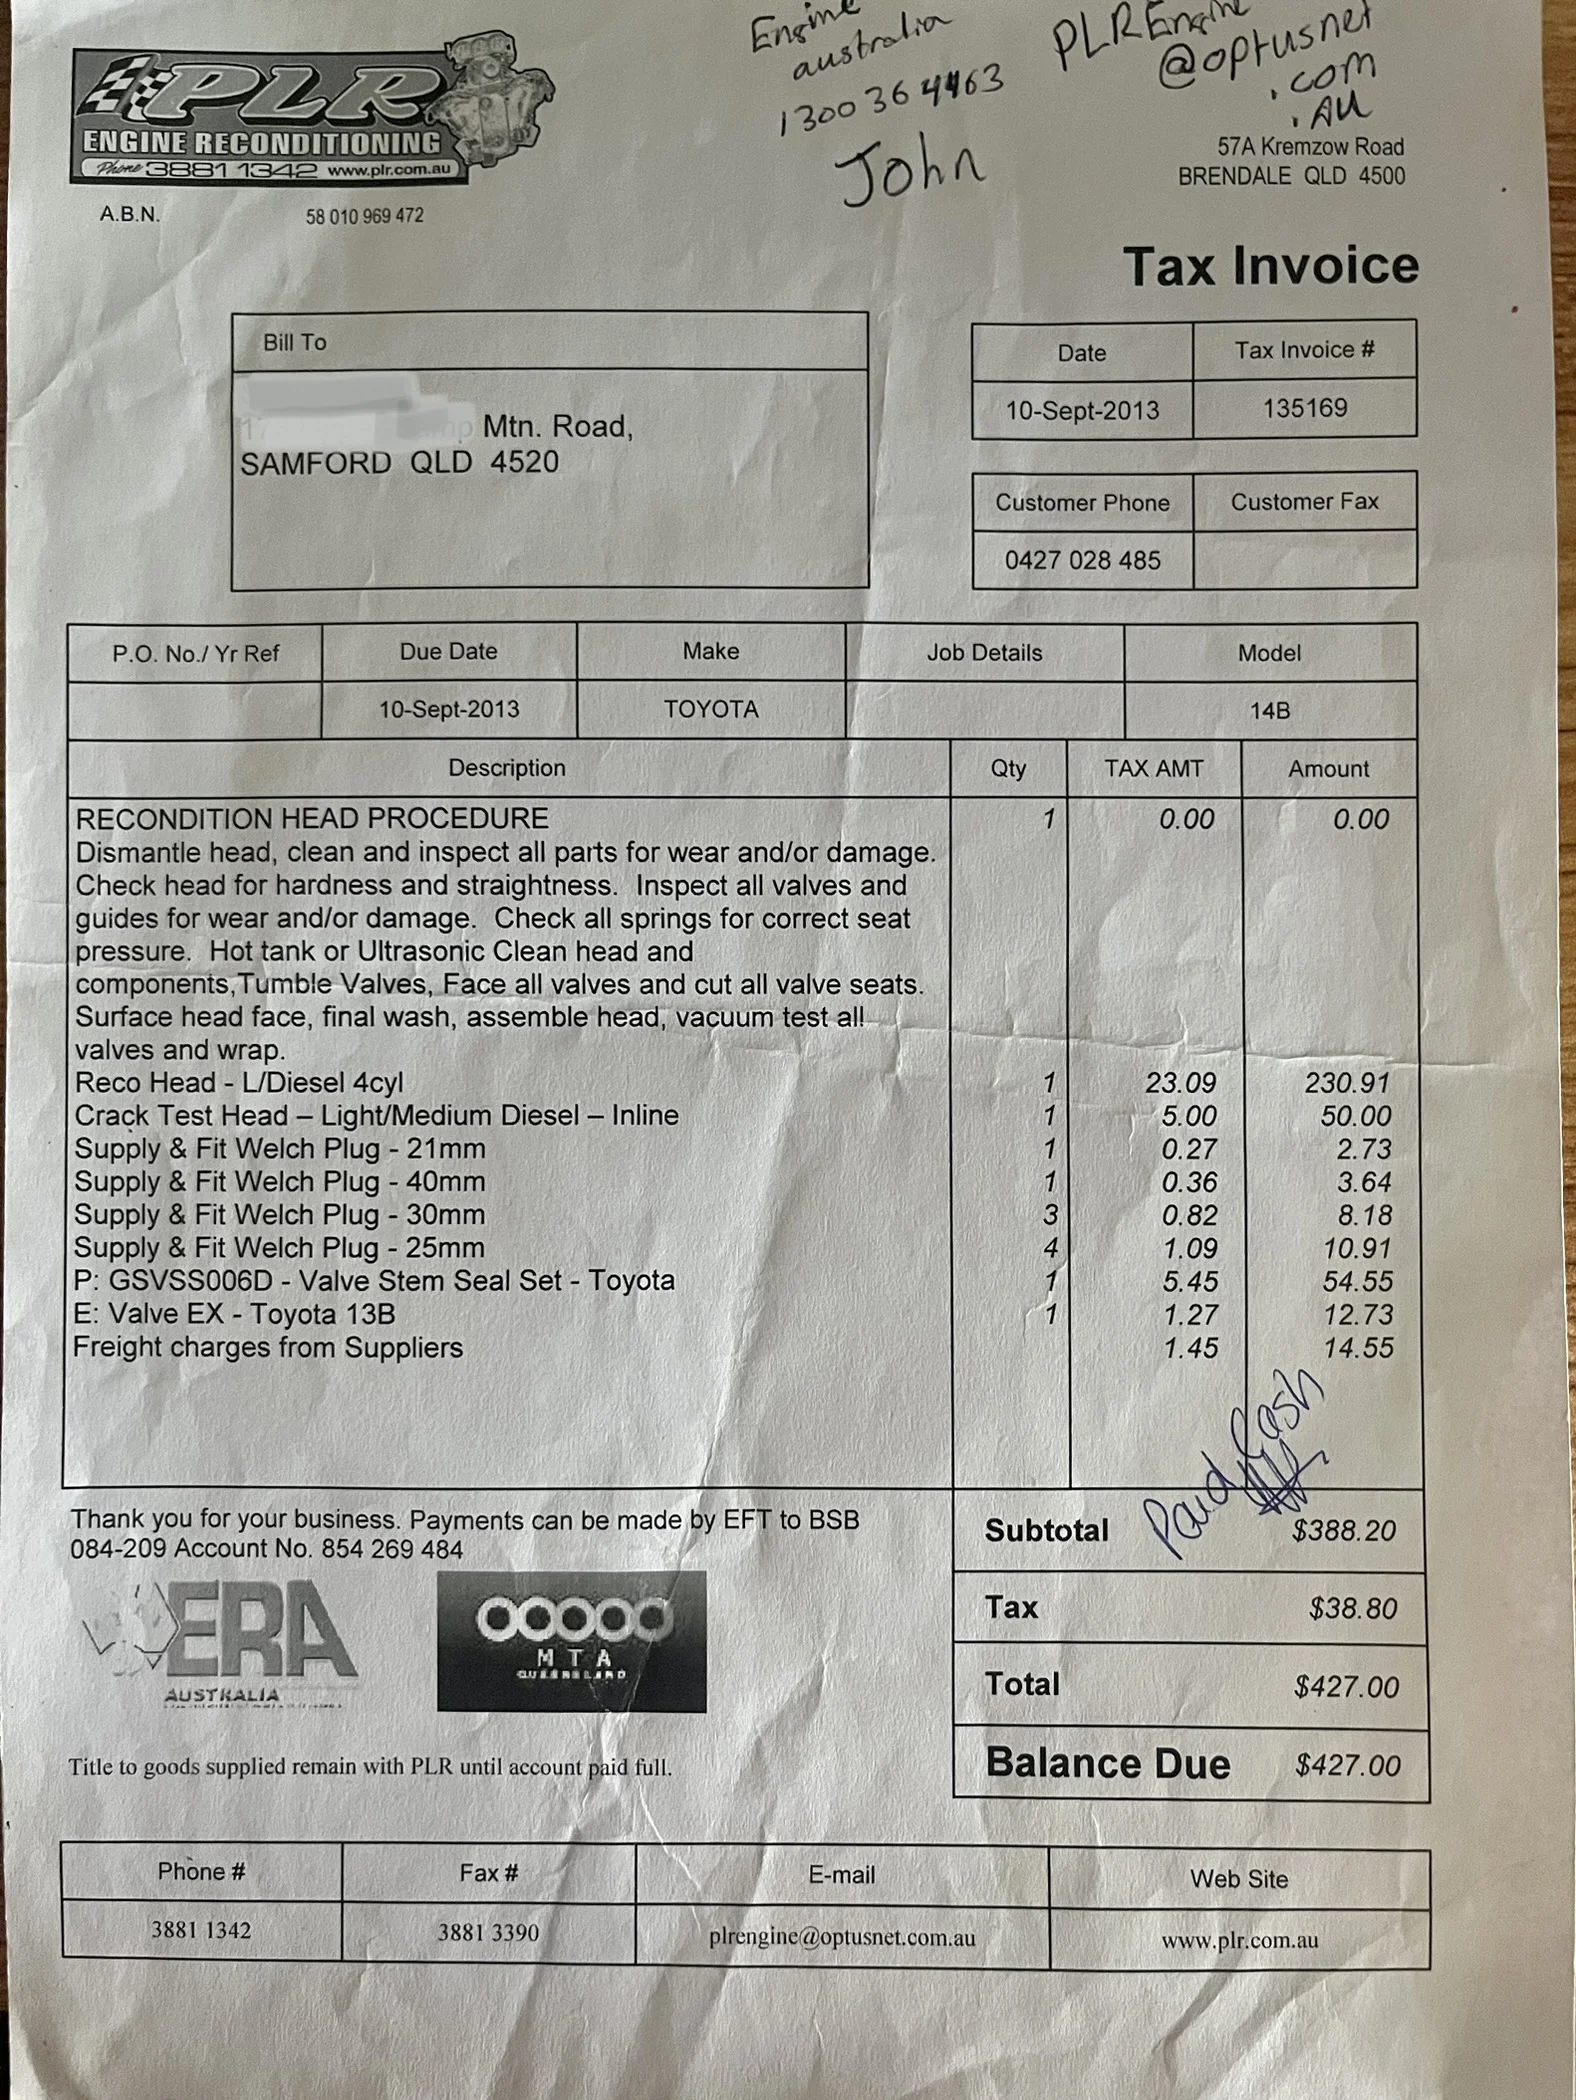 Engine
australia
1300 364463
John
PLREngine
@optusnet
.com
.AU
PLR
ENGINE RECONDITIONING
Phone 3881 1342 www.plr.com.au
A.B.N. 58 010 969 472
57A Kremzow Road
BRENDALE QLD 4500
Tax Invoice
Bill To
Mtn. Road,
SAMFORD QLD 4520
Date Tax Invoice #
10-Sept-2013 135169
Customer Phone Customer Fax
0427 028 485
P.O. No./ Yr Ref Due Date Make Job Details Model
10-Sept-2013 TOYOTA 14B
Description Qty TAX AMT Amount
RECONDITION HEAD PROCEDURE 1 0.00 0.00
Dismantle head, clean and inspect all parts for wear and/or damage.
Check head for hardness and straightness. Inspect all valves and
guides for wear and/or damage. Check all springs for correct seat
pressure. Hot tank or Ultrasonic Clean head and
components,Tumble Valves, Face all valves and cut all valve seats.
Surface head face, final wash, assemble head, vacuum test all
valves and wrap.
Reco Head - L/Diesel 4cyl 1 23.09 230.91
Crack Test Head – Light/Medium Diesel – Inline 1 5.00 50.00
Supply & Fit Welch Plug - 21mm 1 0.27 2.73
Supply & Fit Welch Plug - 40mm 1 0.36 3.64
Supply & Fit Welch Plug - 30mm 3 0.82 8.18
Supply & Fit Welch Plug - 25mm 4 1.09 10.91
P: GSVSS006D - Valve Stem Seal Set - Toyota 1 5.45 54.55
E: Valve EX - Toyota 13B 1 1.27 12.73
Freight charges from Suppliers 1.45 14.55
Paid Cash
Thank you for your business. Payments can be made by EFT to BSB
084-209 Account No. 854 269 484
Subtotal $388.20
Tax $38.80
Total $427.00
Balance Due $427.00
ERA
AUSTRALIA
MTA
QUEENSLAND
Title to goods supplied remain with PLR until account paid full.
Phone # Fax # E-mail Web Site
3881 1342 3881 3390 plrengine@optusnet.com.au www.plr.com.au